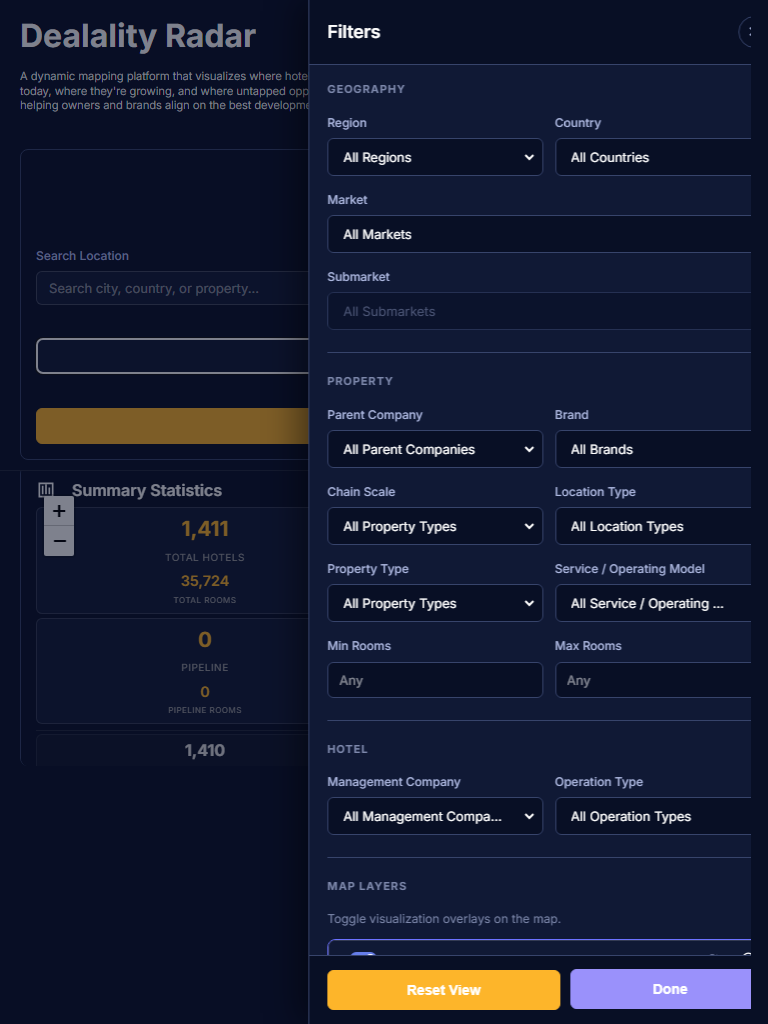 Dealality Radar
A dynamic mapping platform that visualizes where hote
today, where they're growing, and where untapped opp
helping owners and brands align on the best developme
Search Location
Search city, country, or property...
+
−
Summary Statistics
1,411
TOTAL HOTELS
35,724
TOTAL ROOMS
0
PIPELINE
0
PIPELINE ROOMS
1,410
Filters
GEOGRAPHY
Region
Country
All Regions
All Countries
Market
All Markets
Submarket
All Submarkets
PROPERTY
Parent Company
Brand
All Parent Companies
All Brands
Chain Scale
Location Type
All Property Types
All Location Types
Property Type
Service / Operating Model
All Property Types
All Service / Operating ...
Min Rooms
Max Rooms
Any
Any
HOTEL
Management Company
Operation Type
All Management Compa...
All Operation Types
MAP LAYERS
Toggle visualization overlays on the map.
Reset View
Done